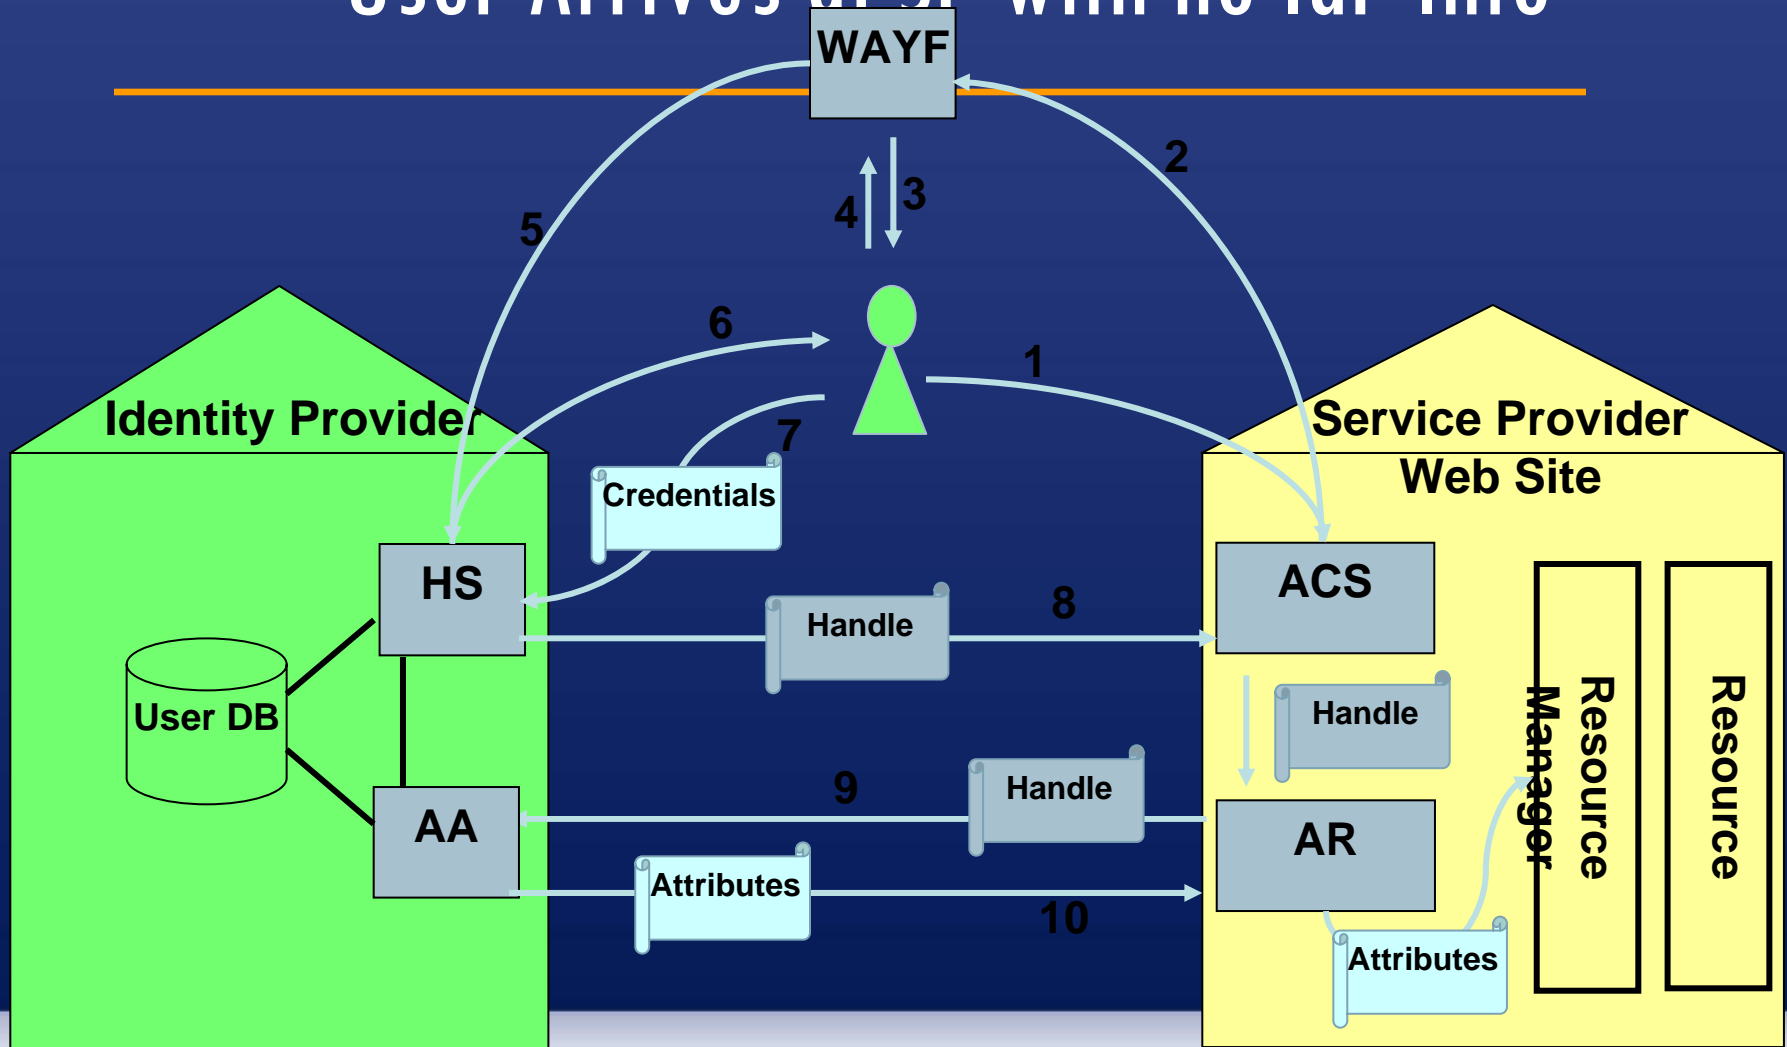 WAYF
2
3
4
5
6
1
Identity Provider
Service Provider
Web Site
7
Credentials
HS
ACS
Handle
8
User DB
Handle
Resource
Manager
Resource
9
Handle
AA
AR
Attributes
10
Attributes